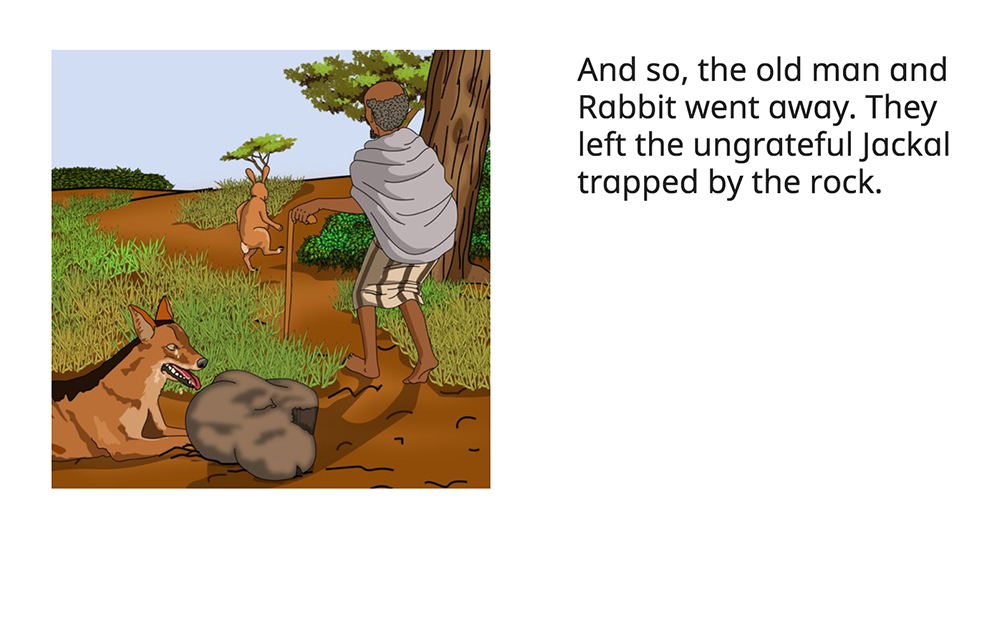 And so, the old man and
Rabbit went away. They
left the ungrateful Jackal
trapped by the rock.